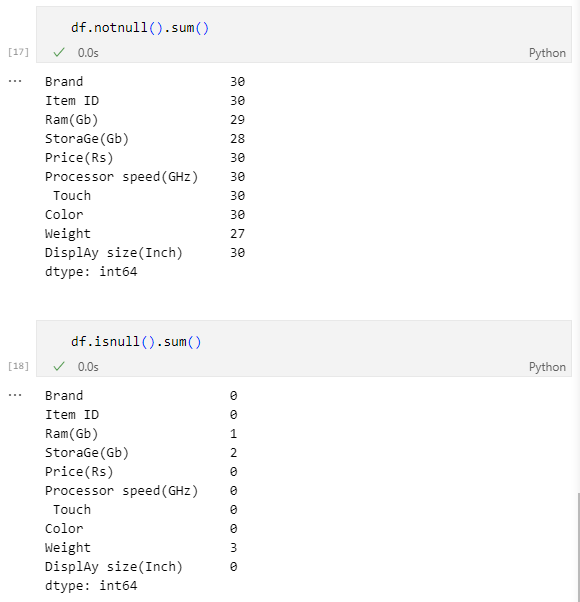 df.notnull().sum()
[17] ✓ 0.0s Python
... Brand 30
Item ID 30
Ram(Gb) 29
StoraGe(Gb) 28
Price(Rs) 30
Processor speed(GHz) 30
 Touch 30
Color 30
Weight 27
DisplAy size(Inch) 30
dtype: int64
df.isnull().sum()
[18] ✓ 0.0s Python
... Brand 0
Item ID 0
Ram(Gb) 1
StoraGe(Gb) 2
Price(Rs) 0
Processor speed(GHz) 0
 Touch 0
Color 0
Weight 3
DisplAy size(Inch) 0
dtype: int64